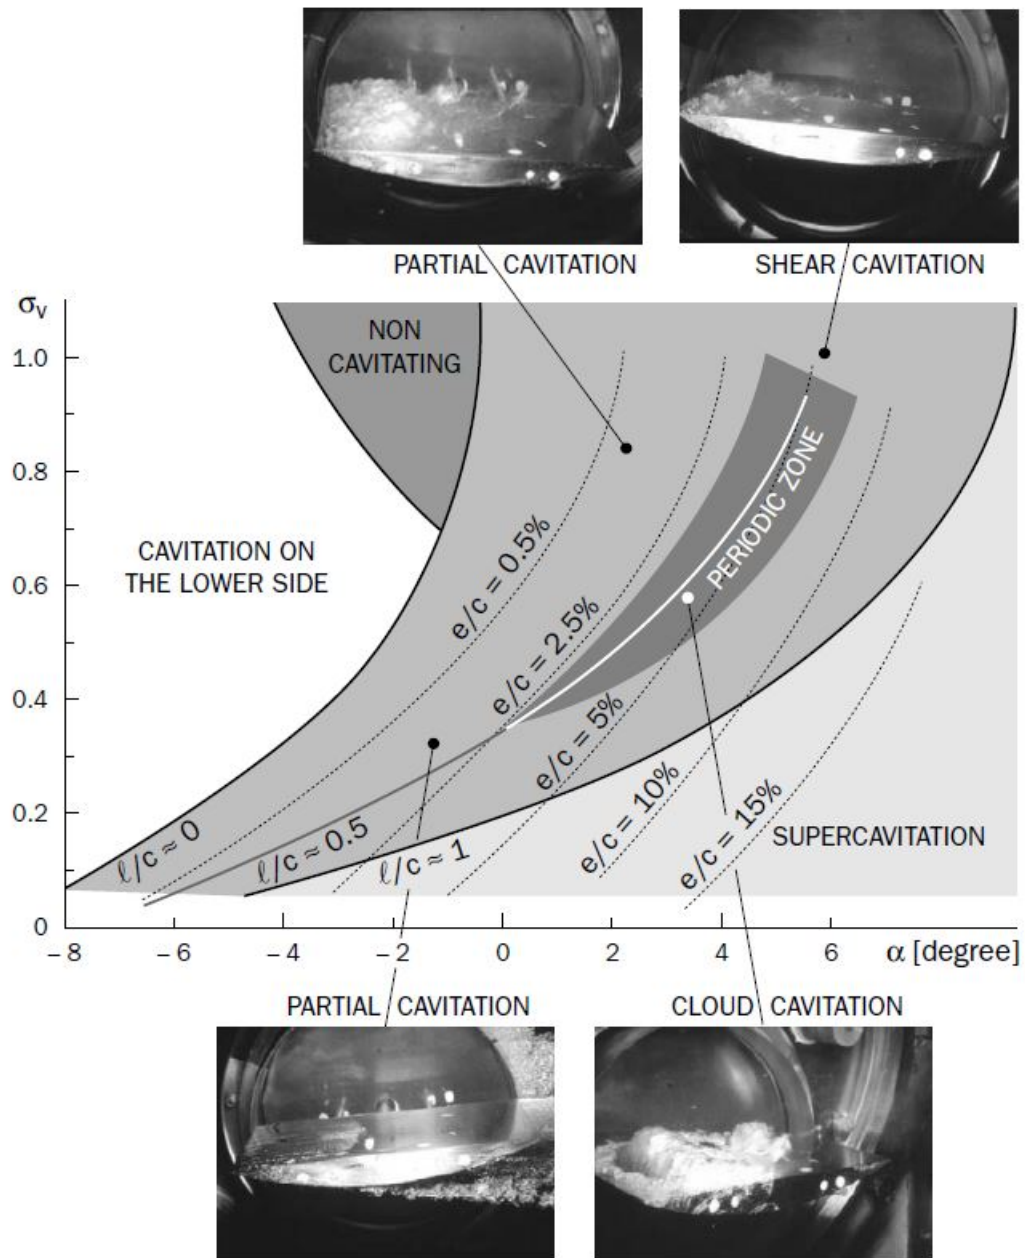 PARTIAL CAVITATION
SHEAR CAVITATION
σv
NON
CAVITATING
1.0
0.8
CAVITATION ON
THE LOWER SIDE
PERIODIC ZONE
e/c = 0.5%
0.6
e/c = 2.5%
0.4
e/c = 5%
e/c = 10%
e/c = 15%
0.2
ℓ/c ≈ 0
ℓ/c ≈ 0.5
ℓ/c ≈ 1
SUPERCAVITATION
0
– 8
– 6
– 4
– 2
0
2
4
6
α [degree]
PARTIAL CAVITATION
CLOUD CAVITATION